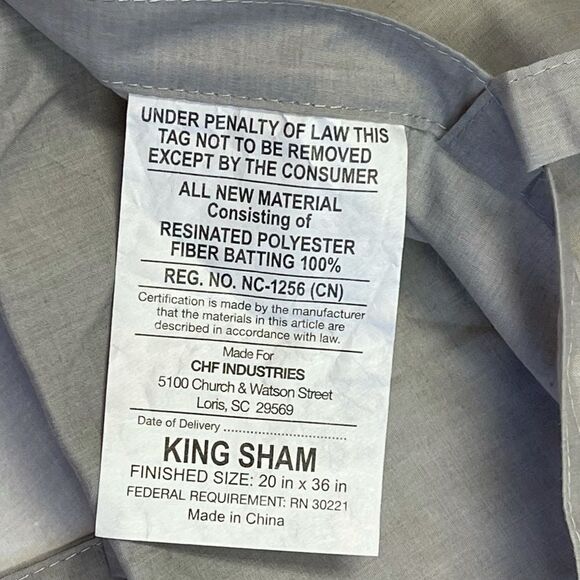 UNDER PENALTY OF LAW THIS
TAG NOT TO BE REMOVED
EXCEPT BY THE CONSUMER
ALL NEW MATERIAL
Consisting of
RESINATED POLYESTER
FIBER BATTING 100%
REG. NO. NC-1256 (CN)
Certification is made by the manufacturer
that the materials in this article are
described in accordance with law.
Made For
CHF INDUSTRIES
5100 Church & Watson Street
Loris, SC 29569
Date of Delivery ..............................
KING SHAM
FINISHED SIZE: 20 in x 36 in
FEDERAL REQUIREMENT: RN 30221
Made in China